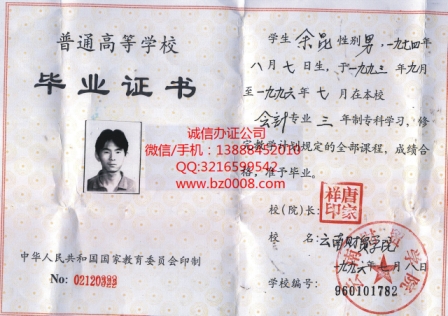 普通高等学校
毕业证书
诚信办证公司
微信/手机：13888452010
QQ:3216599542
www.bz0008.com
中华人民共和国国家教育委员会印制
No: 02120
学生 余昆 性别 男，一九七四年
八月七日生，于一九九三年九月
至一九九六年七月在本校
会计专业 三 年制专科学习，修
完教学计划规定的全部课程，成绩合
格，准予毕业。
校(院)长：
校 名：云南财贸学院
一九九六年七月八日
学校编号：960101782